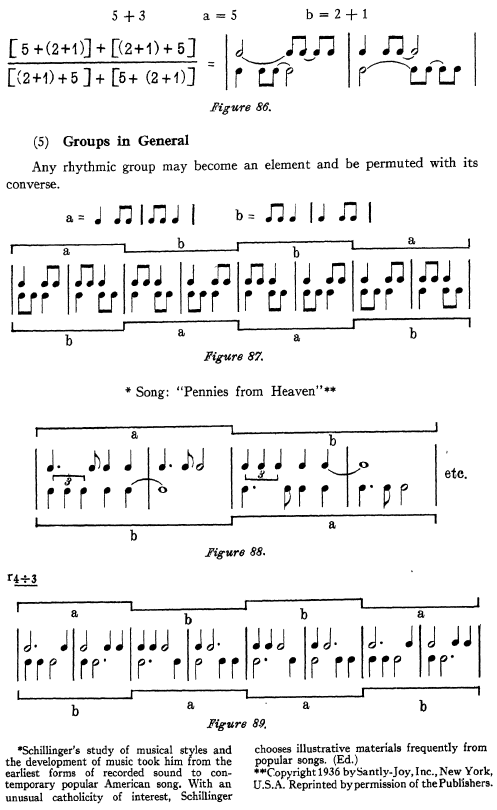 5 + 3 a = 5 b = 2 + 1
[ 5 +(2+1)] + [(2+1) + 5]
[(2+1) + 5 ] + [5+ (2+1)]
=
Figure 86.
(5) Groups in General
Any rhythmic group may become an element and be permuted with its
converse.
a = b =
a b b a
b a a b
Figure 87.
* Song: "Pennies from Heaven"**
a b
3 3
etc.
b a
Figure 88.
r4÷3
a b b a
b a a b
Figure 89.
*Schillinger's study of musical styles and
the development of music took him from the
earliest forms of recorded sound to con-
temporary popular American song. With an
unusual catholicity of interest, Schillinger
chooses illustrative materials frequently from
popular songs. (Ed.)
**Copyright 1936 by Santly-Joy, Inc., New York,
U.S.A. Reprinted by permission of the Publishers.